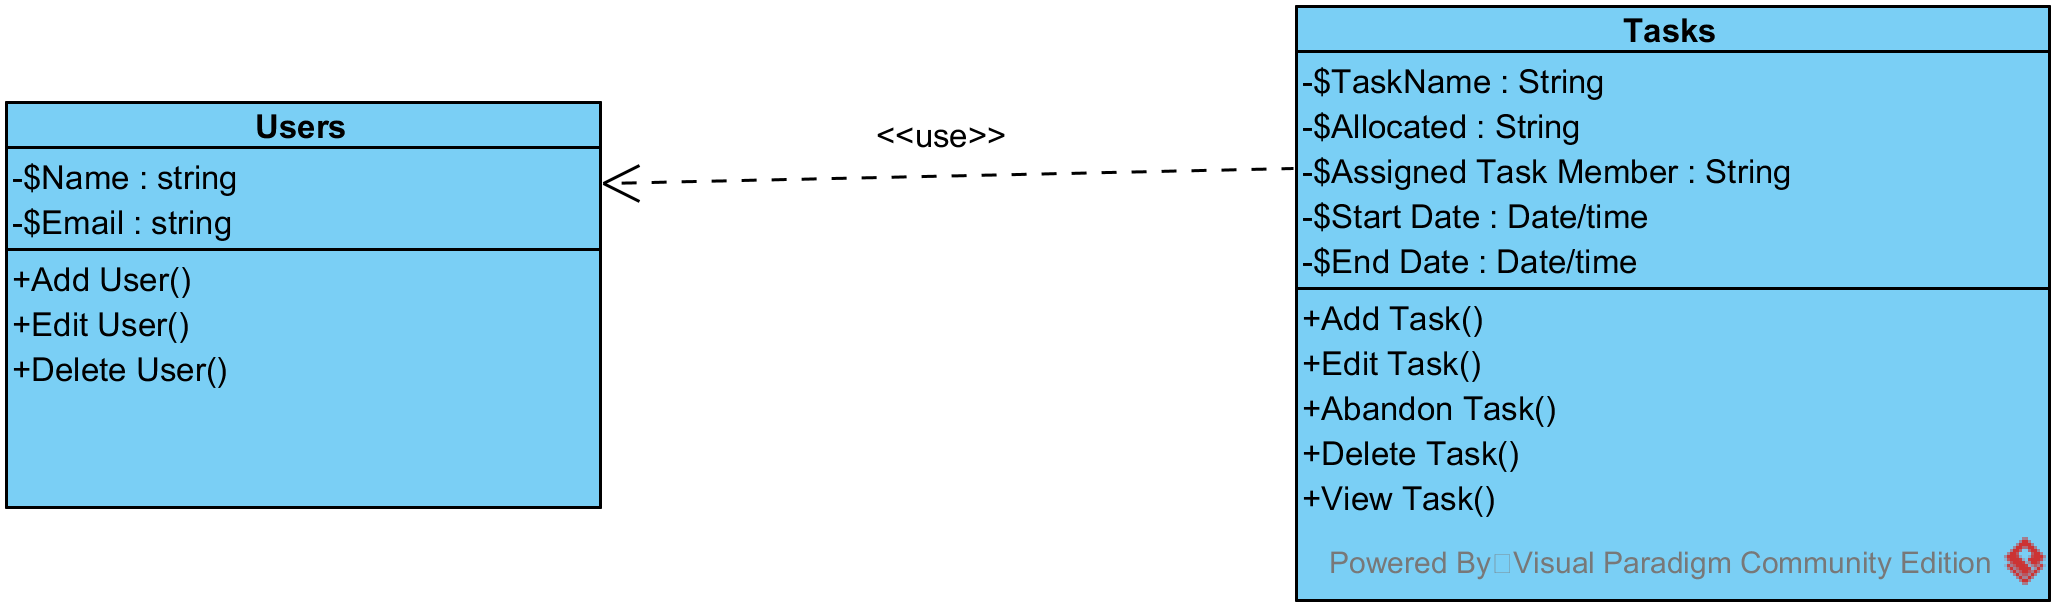 Users
-$Name : string
-$Email : string
+Add User()
+Edit User()
+Delete User()
<<use>>
Tasks
-$TaskName : String
-$Allocated : String
-$Assigned Task Member : String
-$Start Date : Date/time
-$End Date : Date/time
+Add Task()
+Edit Task()
+Abandon Task()
+Delete Task()
+View Task()
Powered By Visual Paradigm Community Edition